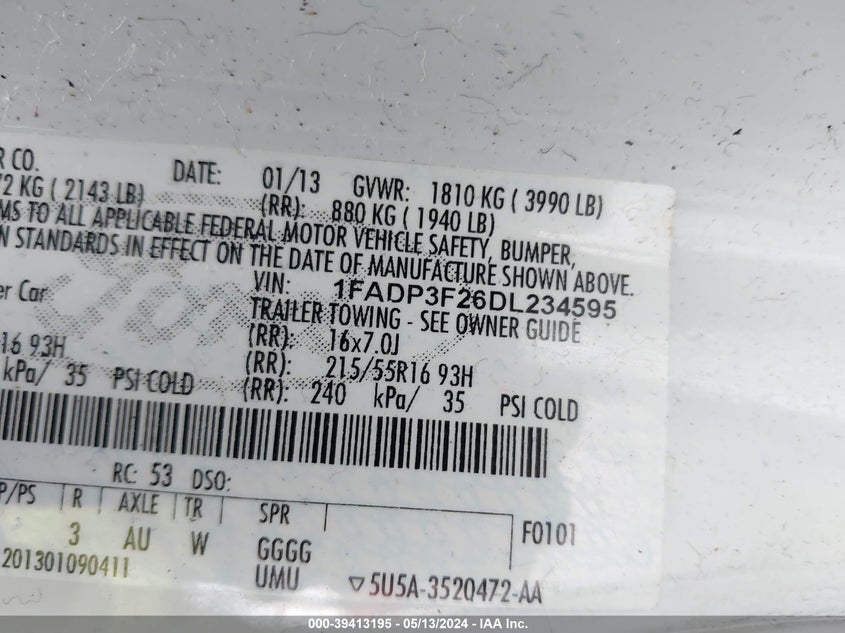 R CO. DATE: 01/13 GVWR: 1810 KG ( 3990 LB)
72 KG ( 2143 LB) (RR): 880 KG ( 1940 LB)
MS TO ALL APPLICABLE FEDERAL MOTOR VEHICLE SAFETY, BUMPER,
N STANDARDS IN EFFECT ON THE DATE OF MANUFACTURE SHOWN ABOVE.
er Car VIN: 1FADP3F26DL234595
TRAILER TOWING - SEE OWNER GUIDE
(RR): 16x7.0J
16 93H (RR): 215/55R16 93H
kPa/ 35 PSI COLD (RR): 240 kPa/ 35 PSI COLD
RC: 53 DSO:
P/PS R AXLE TR SPR F0101
3 AU W GGGG
201301090411 UMU ▽5U5A-3520472-AA
000-39413195 - 05/13/2024 - IAA Inc.